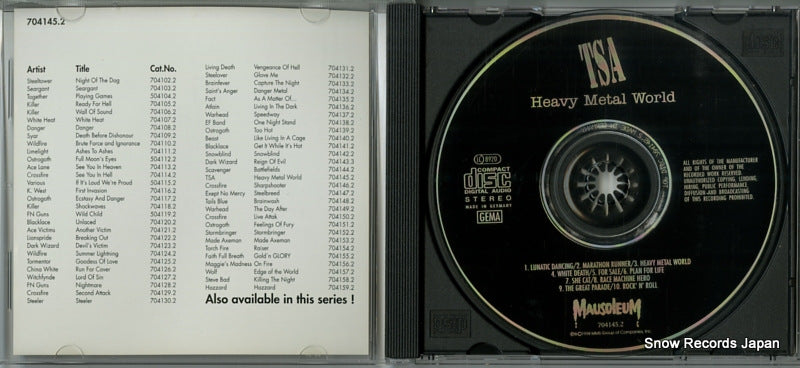 704145.2
Artist Title Cat.No.
Steeltower Night Of The Dog 704102.2
Seargant Seargant 704103.2
Together Playing Games 504104.2
Killer Ready For Hell 704105.2
Killer Wall Of Sound 704106.2
White Heat White Heat 704107.2
Danger Danger 704108.2
Syar Death Before Dishonour 704109.2
Wildfire Brute Force and Ignorance 704110.2
Limelight Ashes To Ashes 704111.2
Ostrogoth Full Moon's Eyes 504112.2
Ace Lane See You In Heaven 704113.2
Crossfire See You In Hell 704114.2
Various If It's Loud We're Proud 504115.2
K. West First Invasion 704116.2
Ostrogoth Ecstasy And Danger 704117.2
Killer Shockwaves 704118.2
FN Guns Wild Child 504119.2
Blacklace Unlaced 704120.2
Ace Victims Another Victim 704121.2
Lionspride Breaking Out 704122.2
Dark Wizard Devil's Victim 704123.2
Wildfire Summer Lightning 704124.2
Tormentor Goddess Of Love 704125.2
China White Run For Cover 704126.2
Witchlynde Lord Of Sin 704127.2
FN Guns Nightmare 704128.2
Crossfire Second Attack 704129.2
Steeler Steeler 704130.2
Living Death Vengeance Of Hell 704131.2
Steelover Glove Me 704132.2
Brainfever Capture The Night 704133.2
Saint's Anger Danger Metal 704134.2
Fact As A Matter Of... 704135.2
Allain Living In The Dark 704136.2
Warhead Speedway 704137.2
EF Band One Night Stand 704138.2
Ostrogoth Too Hot 704139.2
Beast Like Living In A Cage 704140.2
Blacklace Get It While It's Hot 704141.2
Snowblind Snowblind 704142.2
Dark Wizard Reign Of Evil 704143.2
Scavenger Battlefields 704144.2
TSA Heavy Metal World 704145.2
Crossfire Sharpshooter 704146.2
Exept No Mercy Steelbreed 704147.2
Tails Blue Brainwash 704148.2
Warhead The Day After 704149.2
Crossfire Live Attak 704150.2
Ostrogoth Feelings Of Fury 704151.2
Stormbringer Stormbringer 704152.2
Made Axeman Made Axeman 704153.2
Torch Fire Raiser 704154.2
Faith Full Breath Gold'n GLORY 704155.2
Maggie's Madness On Fire 704156.2
Wolf Edge of the World 704157.2
Steve Bad Killing The Night 704158.2
Hazzard Hazzard 704159.2
Also available in this series !
TSA
Heavy Metal World
LC 8920
COMPACT
disc
DIGITAL AUDIO
STEREO
MADE IN GERMANY
GEMA
ALL RIGHTS OF THE MANUFACTURER
AND OF THE OWNER OF THE
RECORDED WORK RESERVED.
UNAUTHORIZED COPYING, LENDING,
HIRING, PUBLIC PERFORMANCE,
DIFFUSION AND BROADCASTING
OF THIS RECORDING PROHIBITED.
1. LUNATIC DANCING/2. MARATHON RUNNER/3. HEAVY METAL WORLD
4. WHITE DEATH/5. FOR SALE/6. PLAN FOR LIFE
7. SHE CAT/8. RACE MACHINE HERO
9. THE GREAT PARADE/10. ROCK' N' ROLL
MAUSOLEUM
704145.2
Snow Records Japan